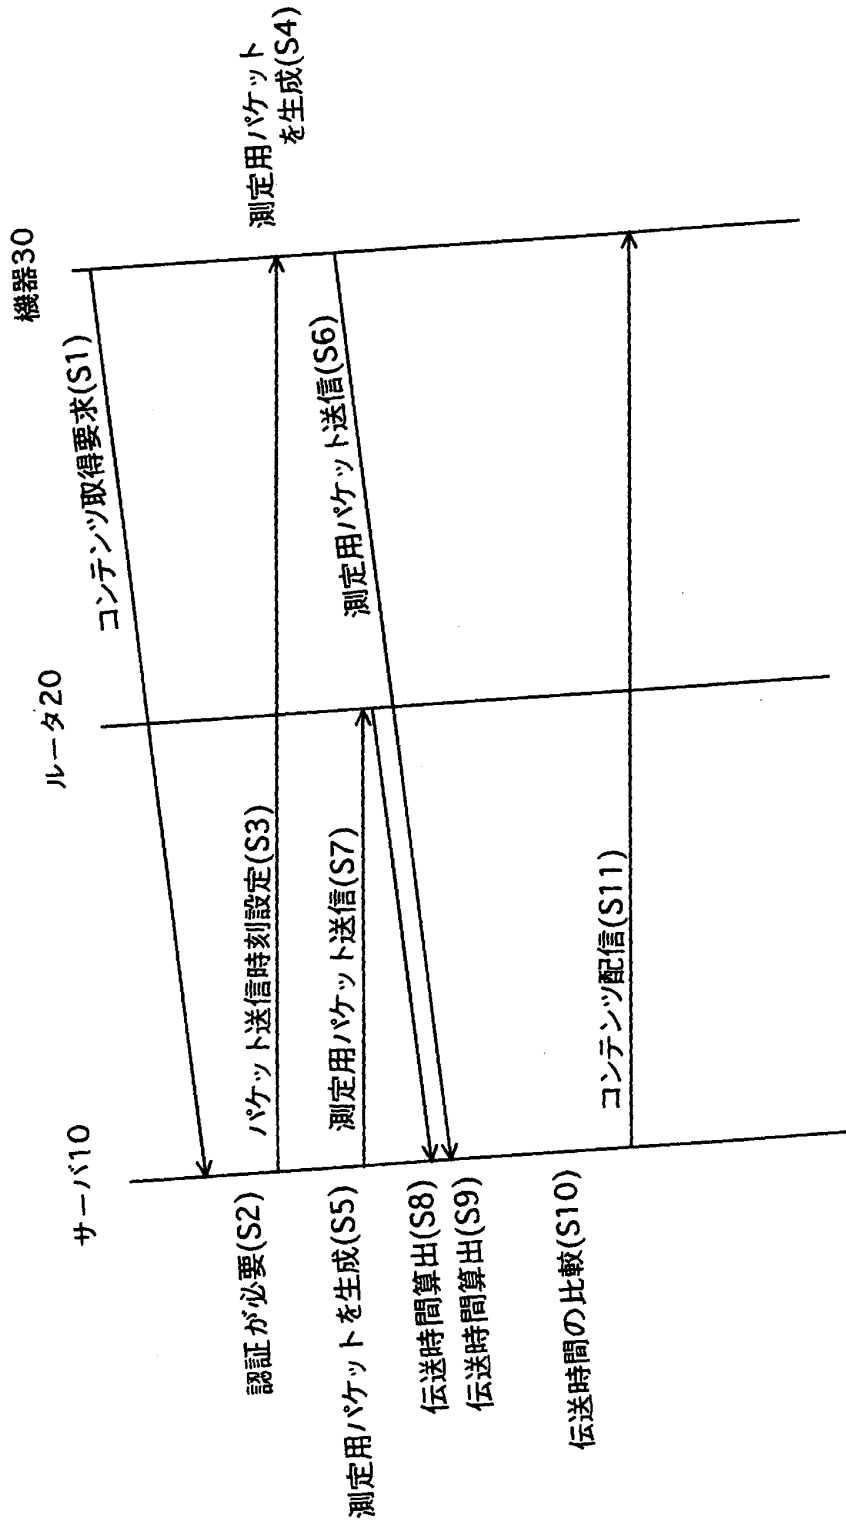 サーバ10
ルータ20
機器30
コンテンツ取得要求(S1)
認証が必要(S2)
パケット送信時刻設定(S3)
測定用パケット
を生成(S4)
測定用パケットを生成(S5)
測定用パケット送信(S7)
測定用パケット送信(S6)
伝送時間算出(S8)
伝送時間算出(S9)
伝送時間の比較(S10)
コンテンツ配信(S11)